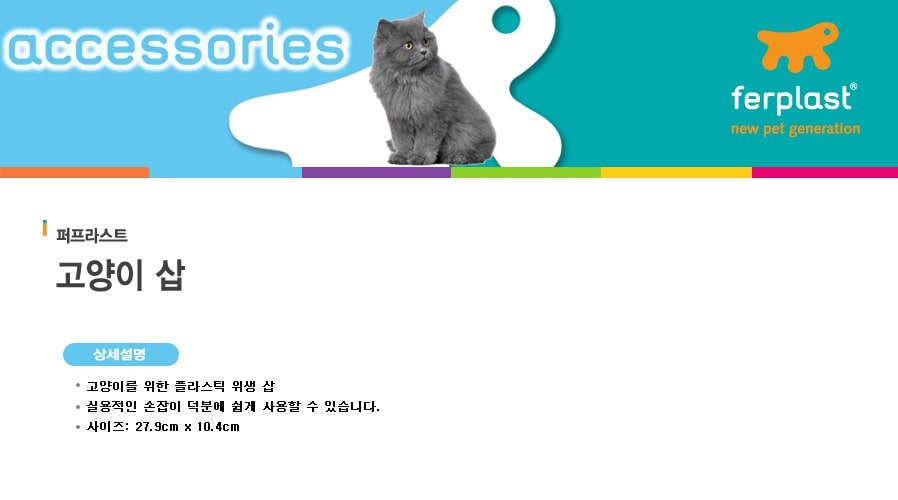 accessories
ferplast®
new pet generation
퍼프라스트
고양이 삽
상세설명
• 고양이를 위한 플라스틱 위생 삽
• 실용적인 손잡이 덕분에 쉽게 사용할 수 있습니다.
• 사이즈: 27.9cm x 10.4cm